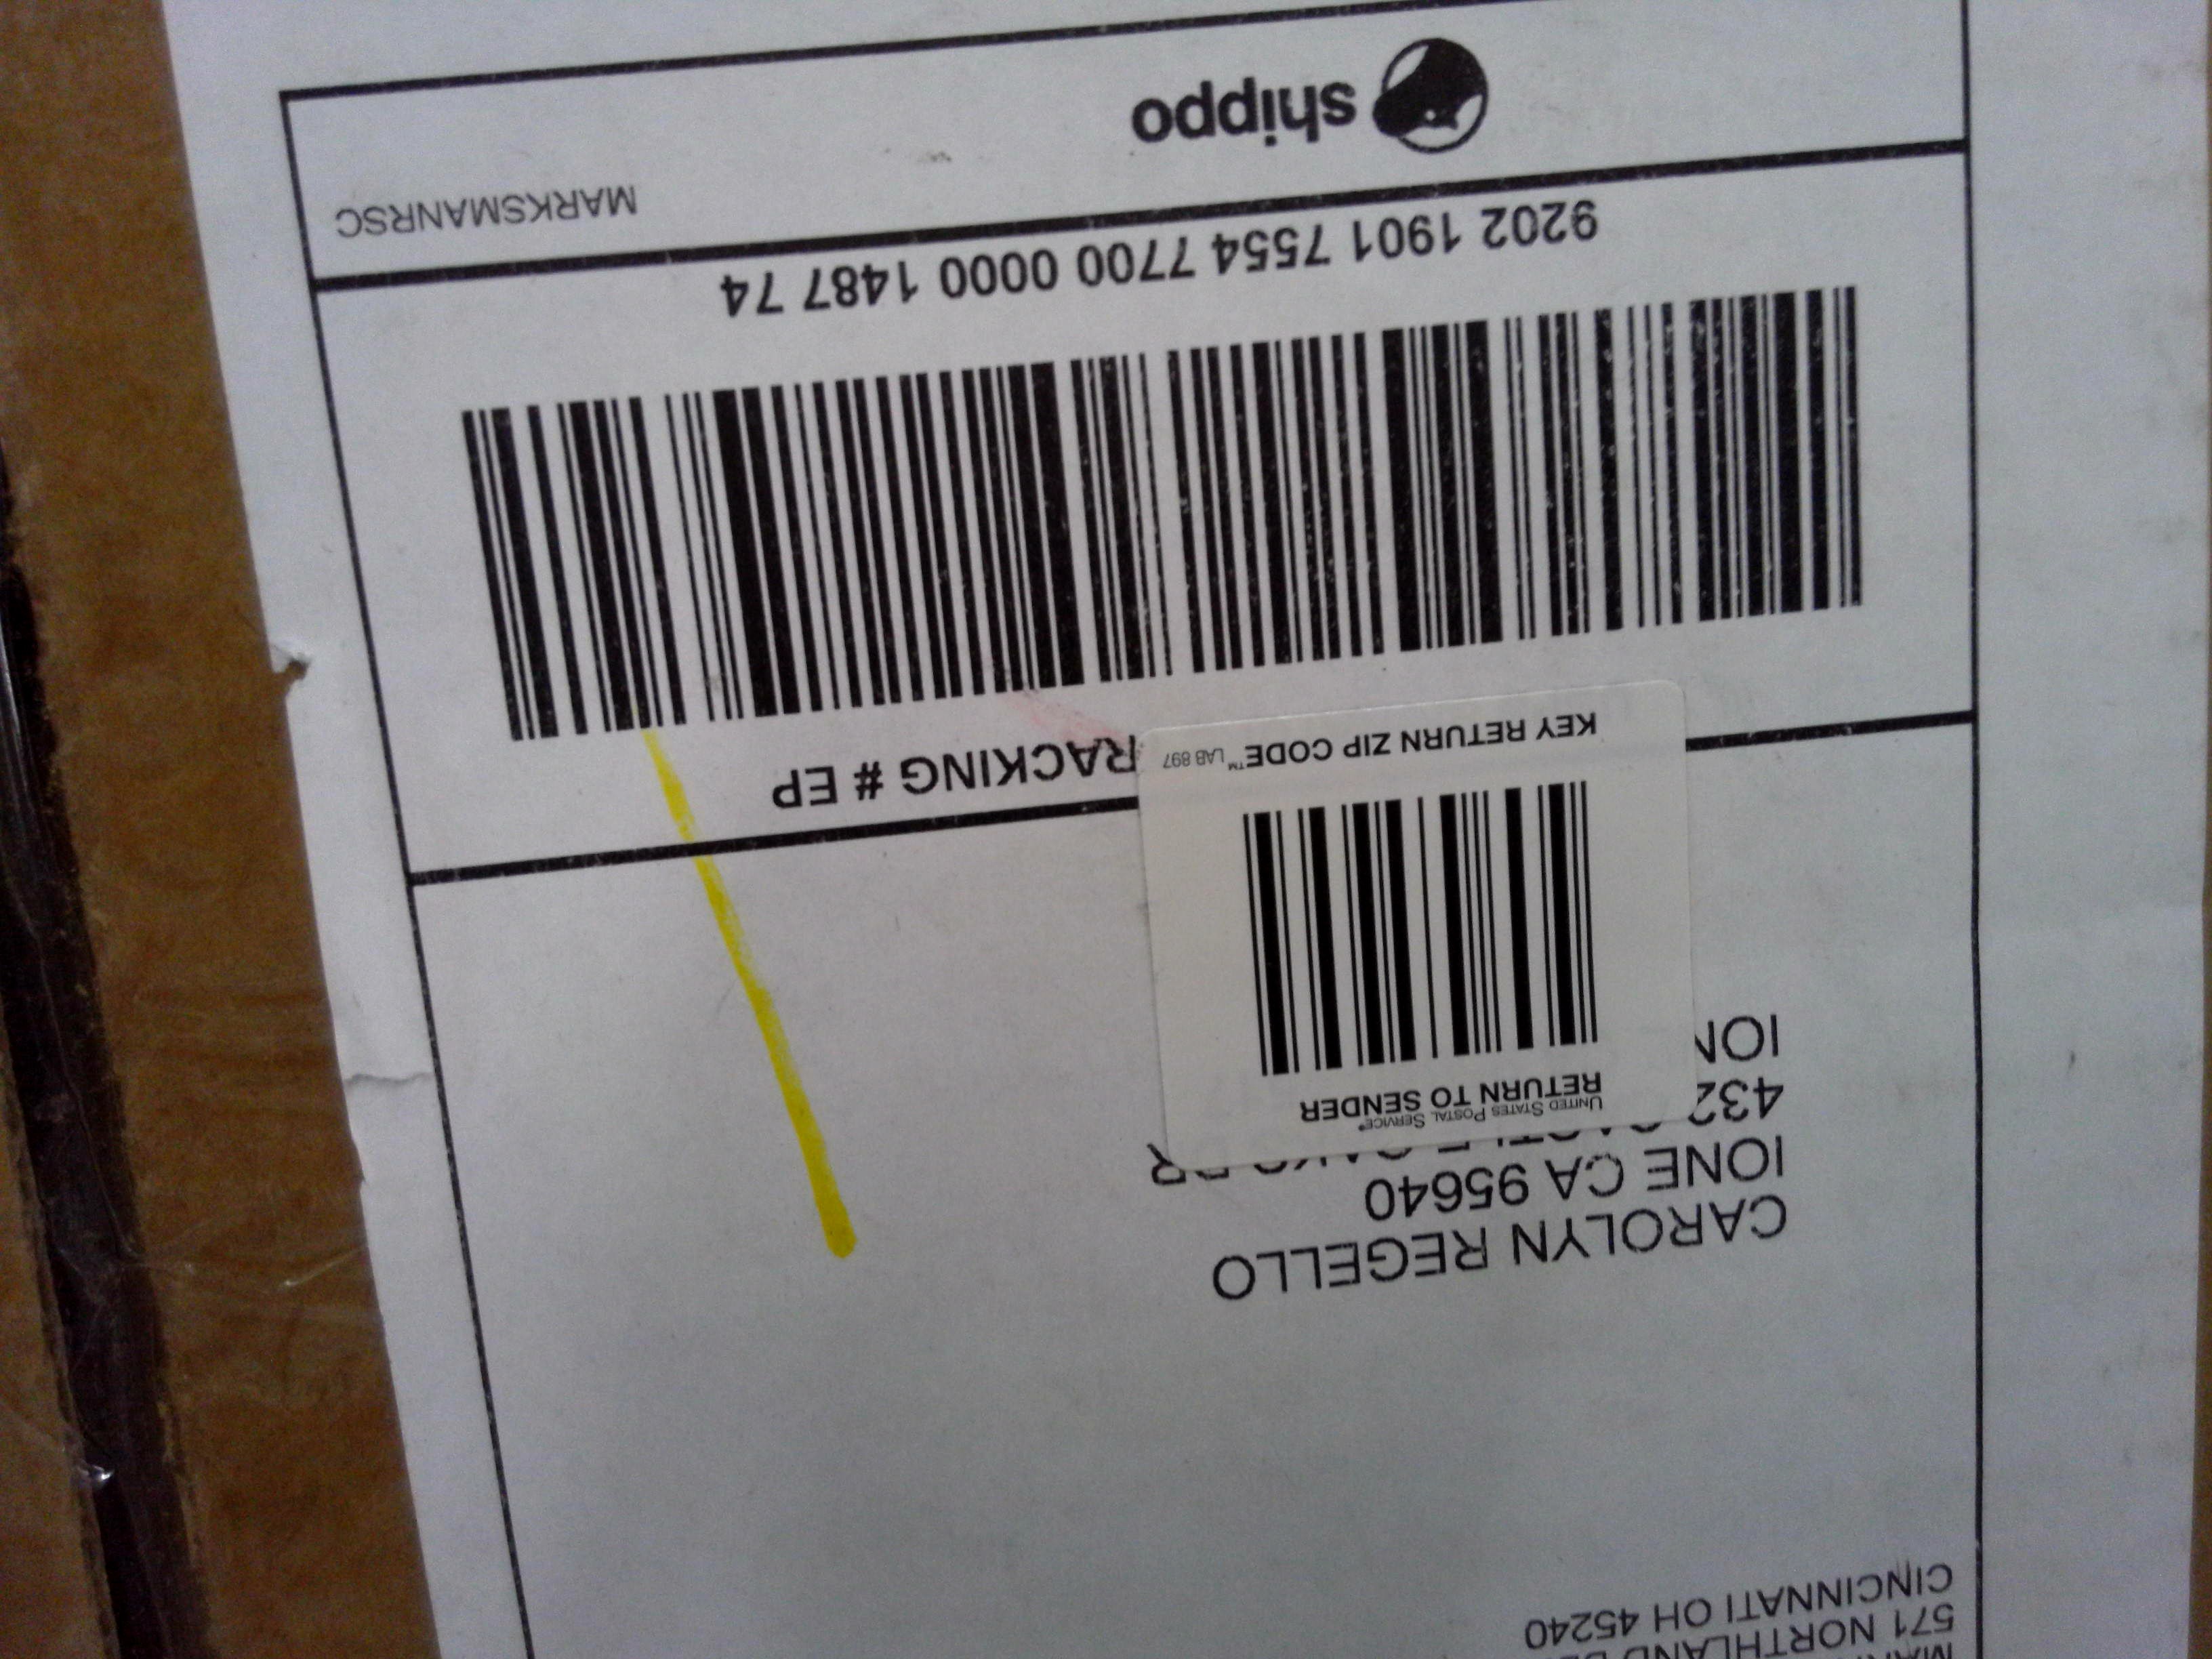 571 NORTHLAND
CINCINNATI OH 45240
CAROLYN REGELLO
IONE CA 95640
432
UNITED STATES POSTAL SERVICE®
RETURN TO SENDER
KEY RETURN ZIP CODE™ LAB 897
RACKING # EP
9202 1901 7554 7700 0000 1487 74
shippo
MARKSMANRSC